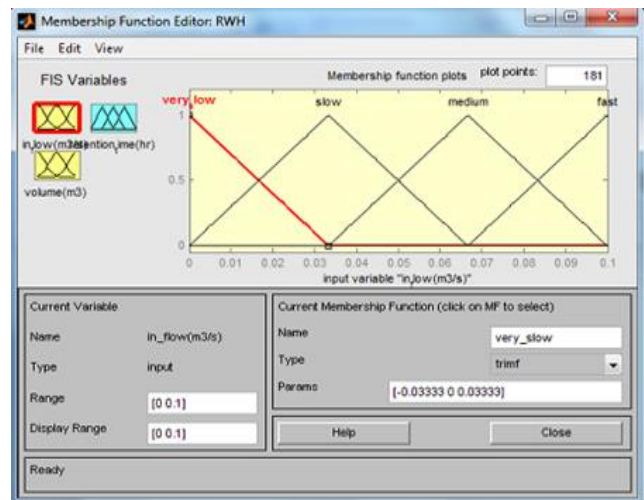 Membership Function Editor: RWH
File Edit View
FIS Variables
Membership function plots plot points: 181
very_low slow medium fast
1
0.5
0
0 0.01 0.02 0.03 0.04 0.05 0.06 0.07 0.08 0.09 0.1
input variable "in_flow(m3/s)"
volume(m3)
Current Variable
Name in_flow(m3/s)
Type input
Range [0 0.1]
Display Range [0 0.1]
Current Membership Function (click on MF to select)
Name very_slow
Type trimf
Params [-0.03333 0 0.03333]
Help Close
Ready